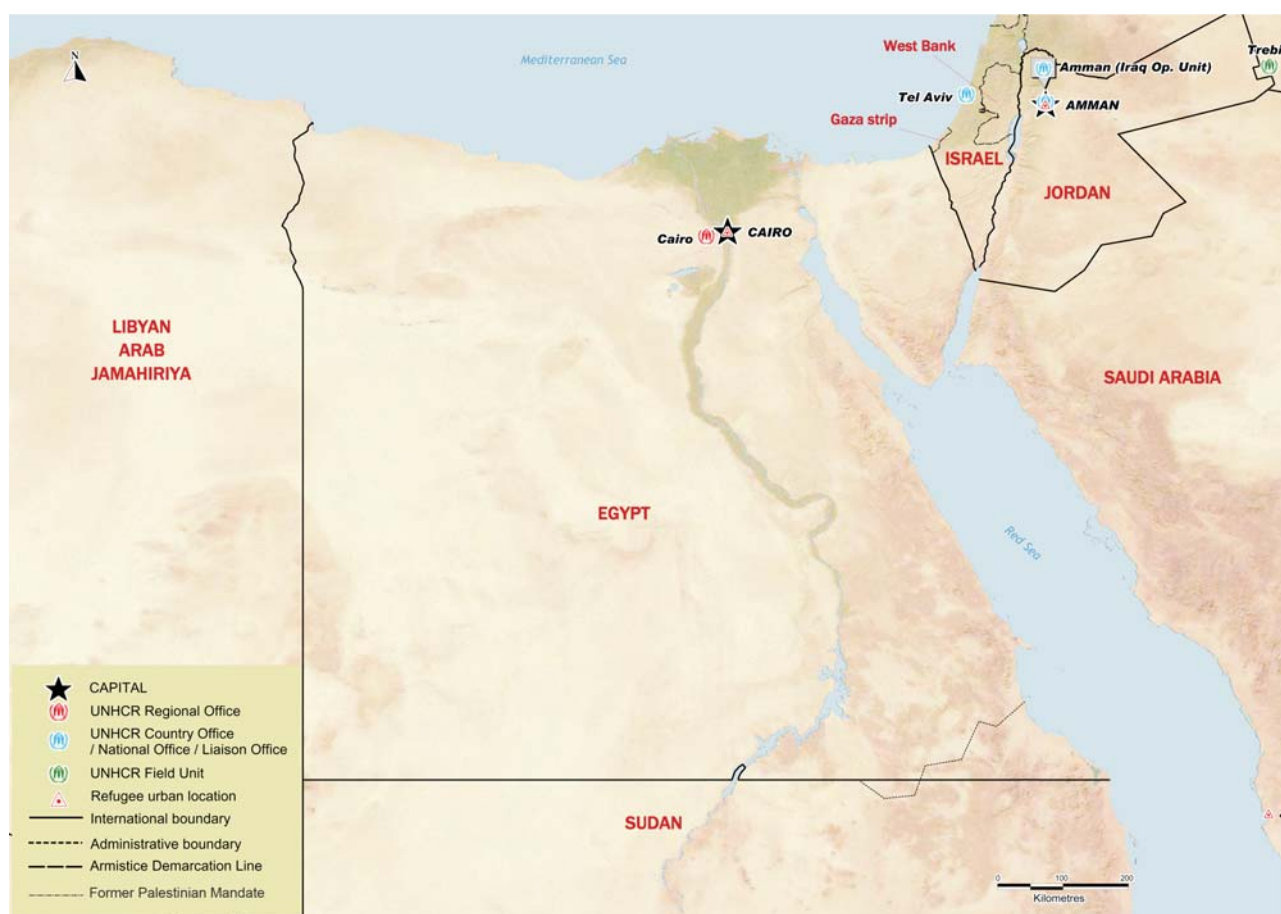 N
Mediterranean Sea
West Bank
Amman (Iraq Op. Unit)
Tel Aviv
AMMAN
Gaza strip
ISRAEL
JORDAN
Cairo
CAIRO
LIBYAN
ARAB
JAMAHIRIYA
SAUDI ARABIA
EGYPT
Red Sea
SUDAN
CAPITAL
UNHCR Regional Office
UNHCR Country Office
/ National Office / Liaison Office
UNHCR Field Unit
Refugee urban location
International boundary
Administrative boundary
Armistice Demarcation Line
Former Palestinian Mandate
0 100 200
Kilometres